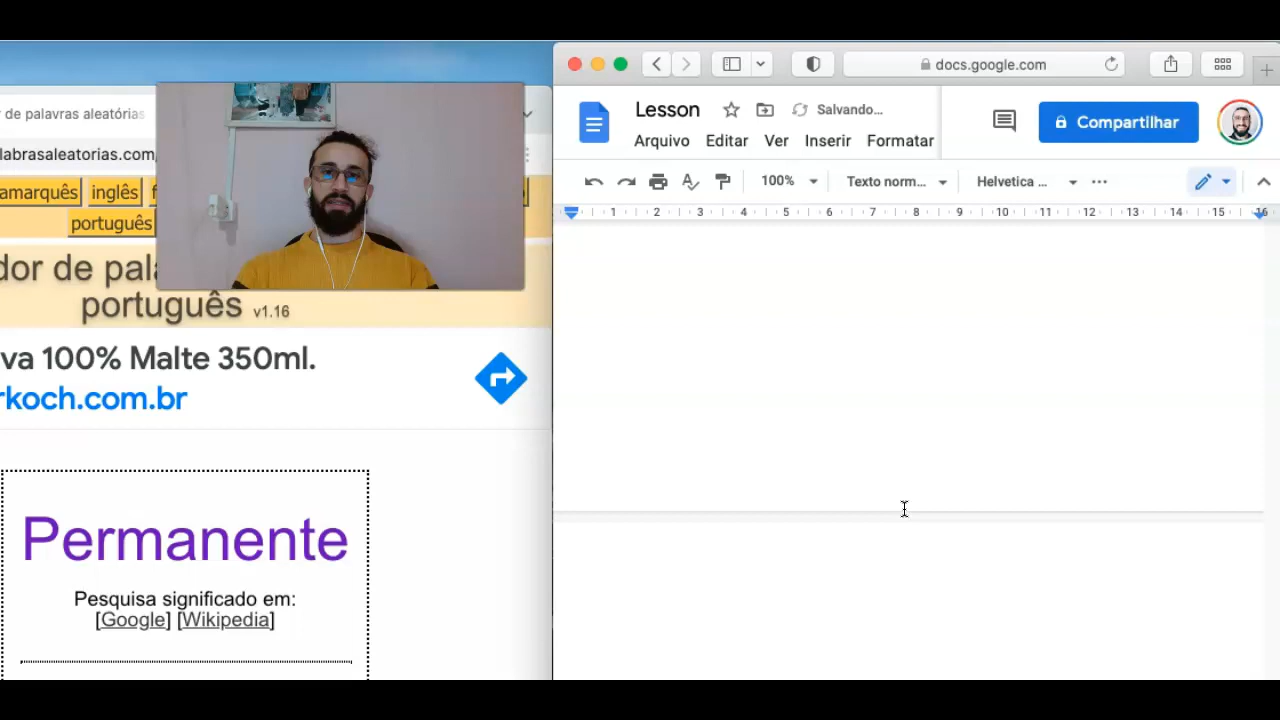 r de palavras aleatórias
labrasaleatorias.com/
amarquês inglês f
português
dor de pala
português v1.16
va 100% Malte 350ml.
rkoch.com.br
Permanente
Pesquisa significado em:
[Google] [Wikipedia]
docs.google.com
Lesson Salvando…
Compartilhar
Arquivo Editar Ver Inserir Formatar
100% Texto norm... Helvetica ...
1 2 3 4 5 6 7 8 9 10 11 12 13 14 15 16